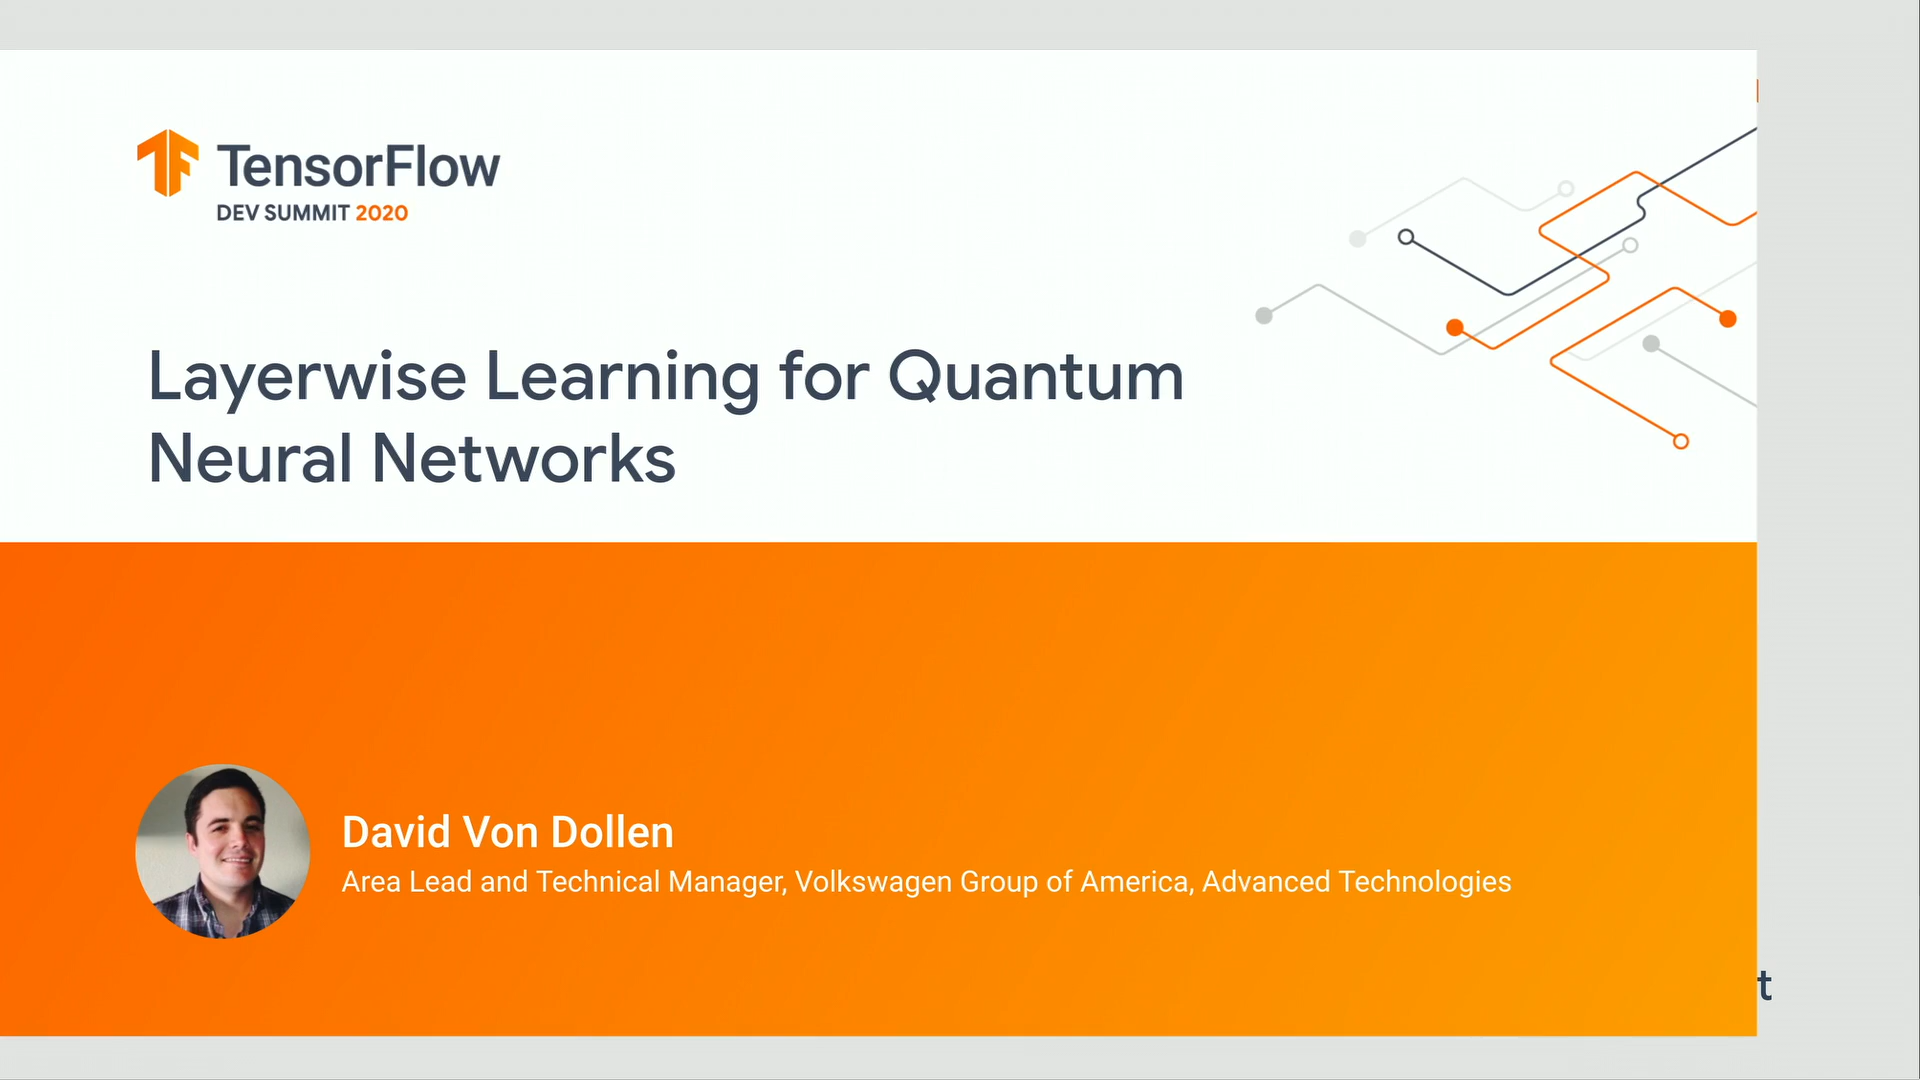 TensorFlow
DEV SUMMIT 2020
Layerwise Learning for Quantum
Neural Networks
David Von Dollen
Area Lead and Technical Manager, Volkswagen Group of America, Advanced Technologies
t